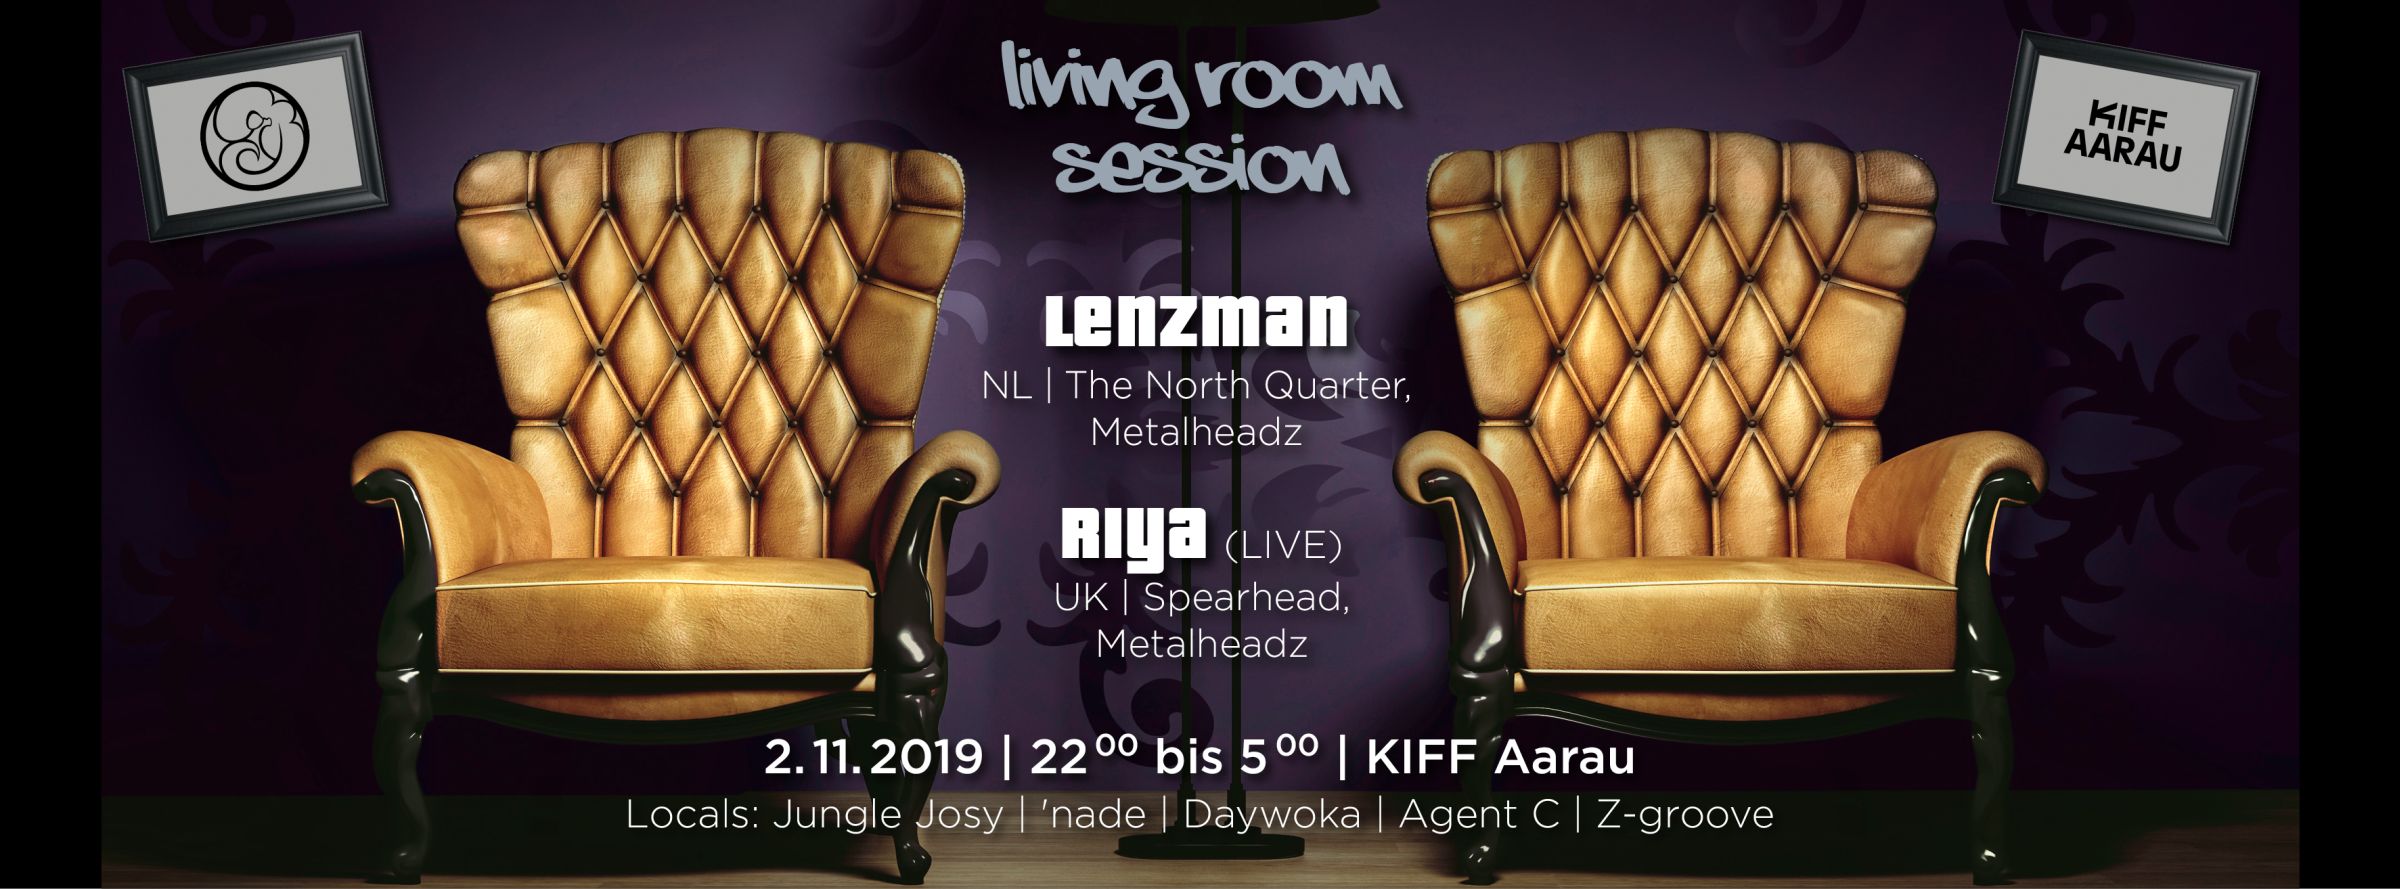 living room
session
KIFF
AARAU
Lenzman
NL | The North Quarter,
Metalheadz
RIya (LIVE)
UK | Spearhead,
Metalheadz
2.11.2019 | 22⁰⁰ bis 5⁰⁰ | KIFF Aarau
Locals: Jungle Josy | 'nade | Daywoka | Agent C | Z-groove